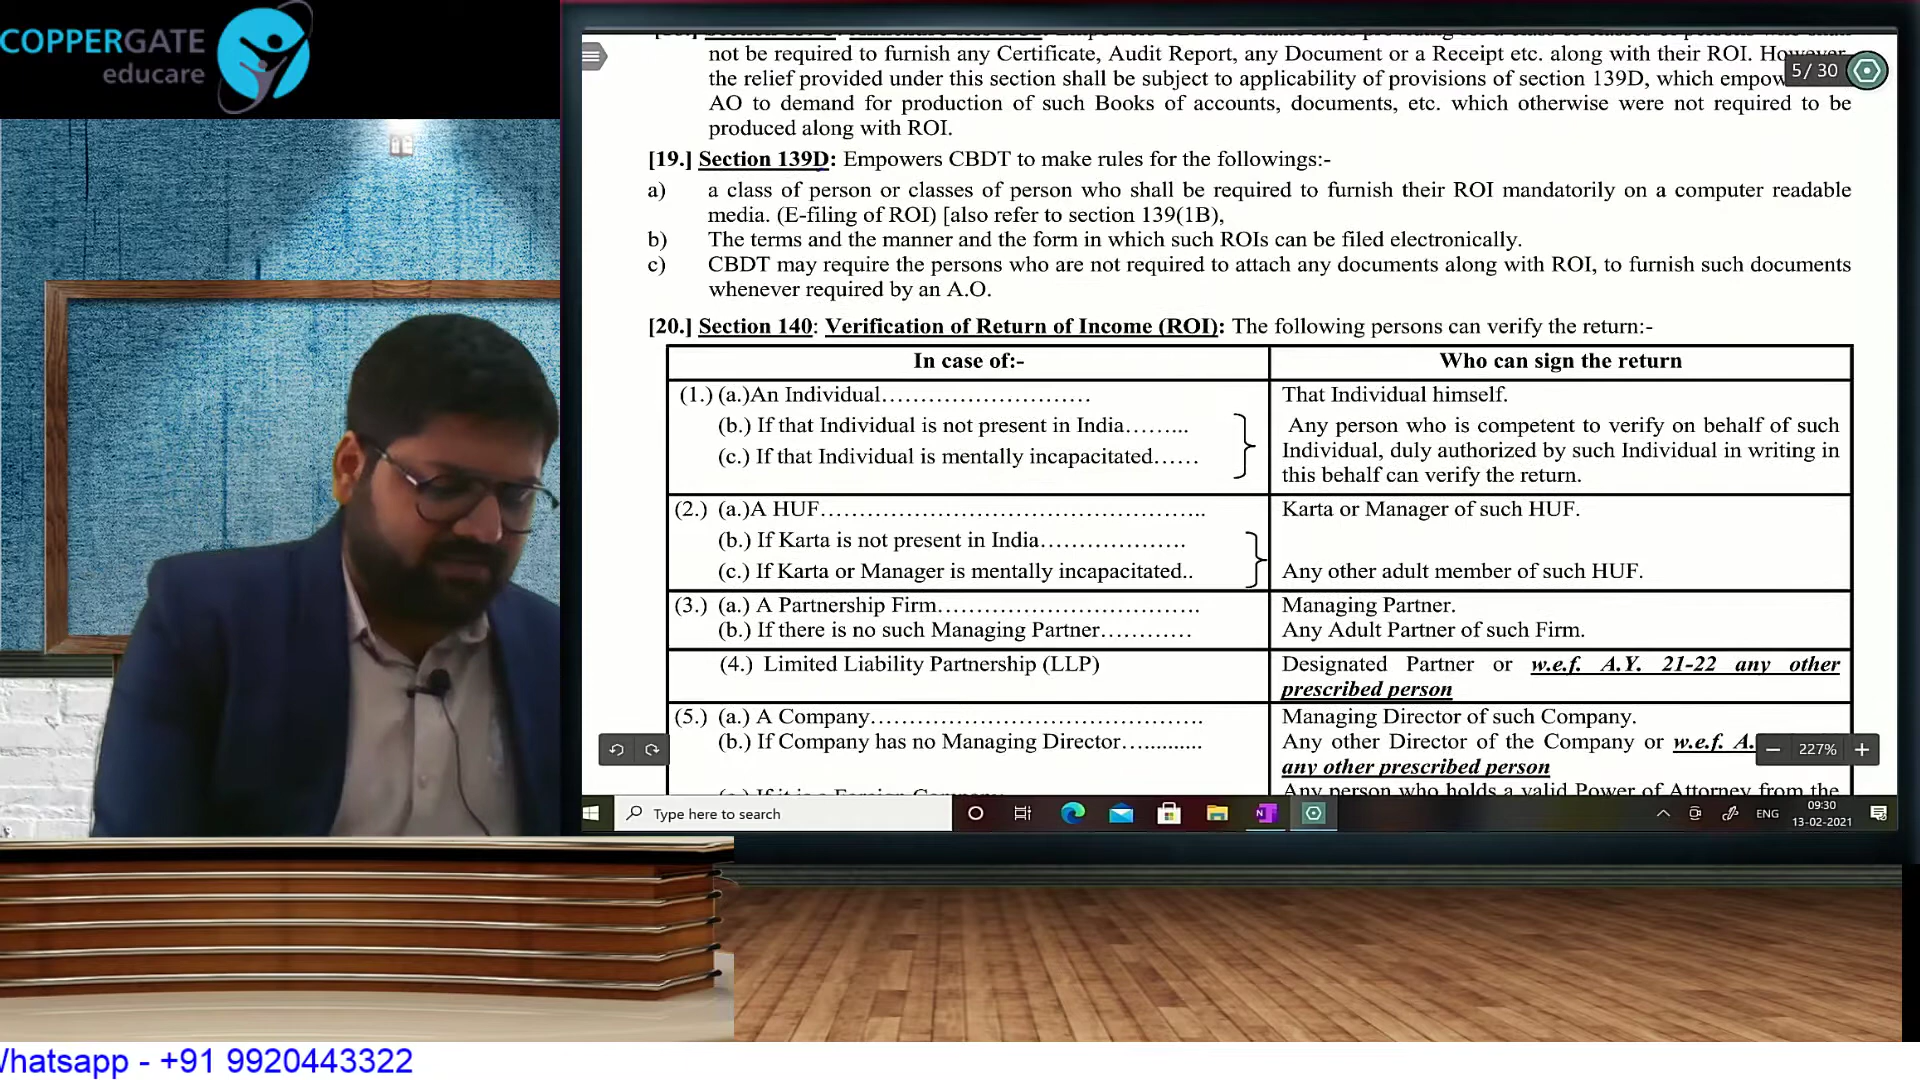 COPPERGATE
educare
not be required to furnish any Certificate, Audit Report, any Document or a Receipt etc. along with their ROI. However,
the relief provided under this section shall be subject to applicability of provisions of section 139D, which empow
AO to demand for production of such Books of accounts, documents, etc. which otherwise were not required to be
produced along with ROI.
5 / 30
[19.] Section 139D: Empowers CBDT to make rules for the followings:-
a) a class of person or classes of person who shall be required to furnish their ROI mandatorily on a computer readable
media. (E-filing of ROI) [also refer to section 139(1B),
b) The terms and the manner and the form in which such ROIs can be filed electronically.
c) CBDT may require the persons who are not required to attach any documents along with ROI, to furnish such documents
whenever required by an A.O.
[20.] Section 140: Verification of Return of Income (ROI): The following persons can verify the return:-
In case of:- Who can sign the return
(1.) (a.)An Individual............................ That Individual himself.
(b.) If that Individual is not present in India......... Any person who is competent to verify on behalf of such
(c.) If that Individual is mentally incapacitated...... Individual, duly authorized by such Individual in writing in
this behalf can verify the return.
(2.) (a.)A HUF.................................................. Karta or Manager of such HUF.
(b.) If Karta is not present in India...................
(c.) If Karta or Manager is mentally incapacitated.. Any other adult member of such HUF.
(3.) (a.) A Partnership Firm.................................. Managing Partner.
(b.) If there is no such Managing Partner............ Any Adult Partner of such Firm.
(4.) Limited Liability Partnership (LLP) Designated Partner or w.e.f. A.Y. 21-22 any other
prescribed person
(5.) (a.) A Company........................................... Managing Director of such Company.
(b.) If Company has no Managing Director............. Any other Director of the Company or w.e.f. A.
any other prescribed person
Any person who holds a valid Power of Attorney from the
227%
Type here to search
ENG
09:30
13-02-2021
hatsapp - +91 9920443322